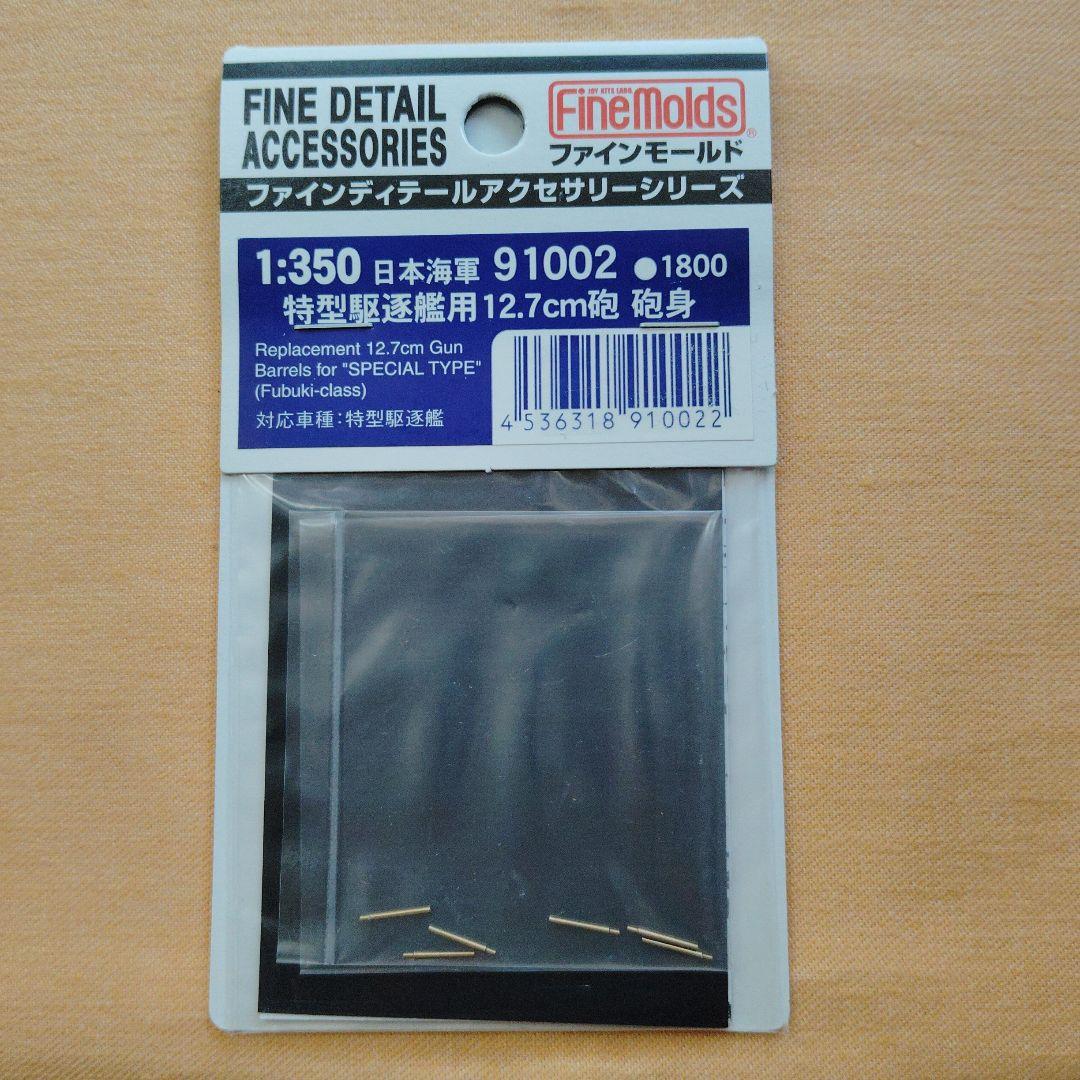 FINE DETAIL
ACCESSORIES
JOY KITS LABO
FineMolds®
ファインモールド
ファインディテールアクセサリーシリーズ
1:350 日本海軍 91002 ●1800
特型駆逐艦用12.7cm砲 砲身
Replacement 12.7cm Gun
Barrels for "SPECIAL TYPE"
(Fubuki-class)
対応車種:特型駆逐艦
4 536318 910022